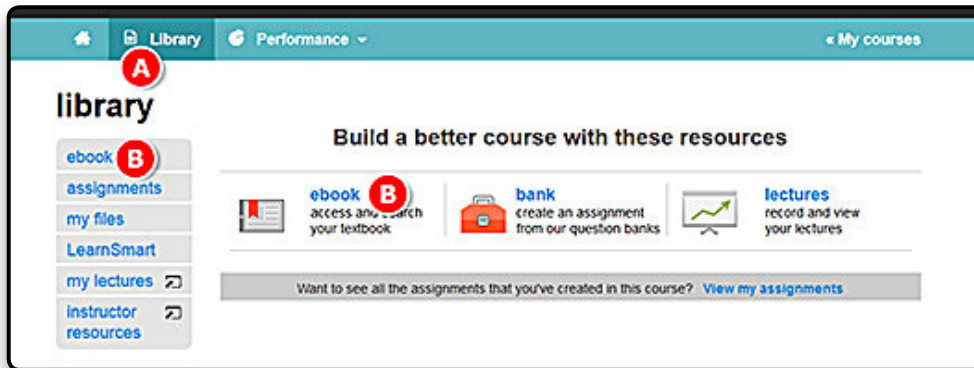 Library Performance « My courses
A
library
Build a better course with these resources
ebook B
assignments
my files
LearnSmart
my lectures
instructor
resources
ebook B
access and search
your textbook
bank
create an assignment
from our question banks
lectures
record and view
your lectures
Want to see all the assignments that you've created in this course? View my assignments